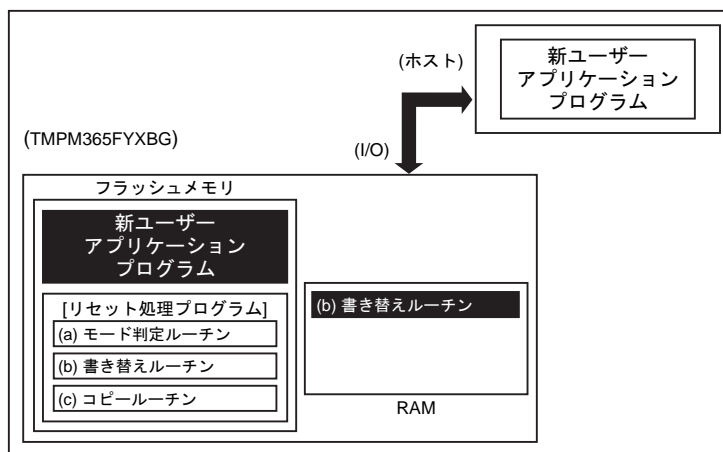 (ホスト)
新ユーザー
アプリケーション
プログラム
(TMPM365FYXBG)
(I/O)
フラッシュメモリ
新ユーザー
アプリケーション
プログラム
[リセット処理プログラム]
(a) モード判定ルーチン
(b) 書き替えルーチン
(c) コピールーチン
(b) 書き替えルーチン
RAM